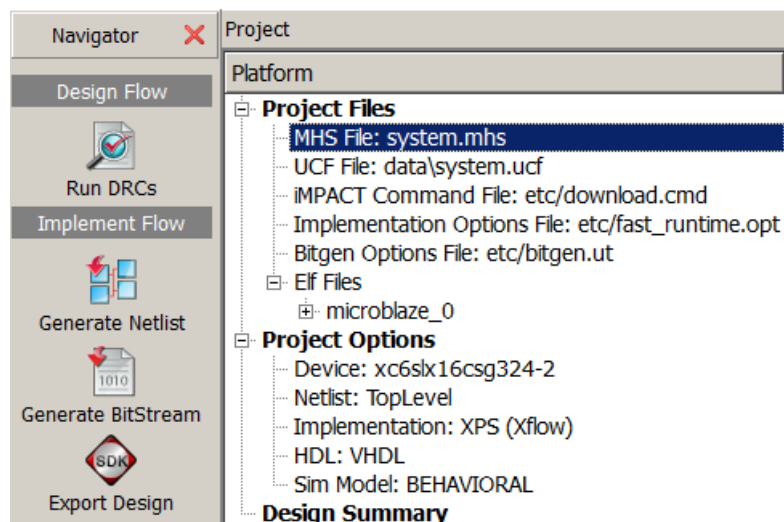 Navigator
Design Flow
Run DRCs
Implement Flow
Generate Netlist
1010
Generate BitStream
SDK
Export Design
Project
Platform
Project Files
MHS File: system.mhs
UCF File: data\system.ucf
iMPACT Command File: etc/download.cmd
Implementation Options File: etc/fast_runtime.opt
Bitgen Options File: etc/bitgen.ut
Elf Files
microblaze_0
Project Options
Device: xc6slx16csg324-2
Netlist: TopLevel
Implementation: XPS (Xflow)
HDL: VHDL
Sim Model: BEHAVIORAL
Design Summary